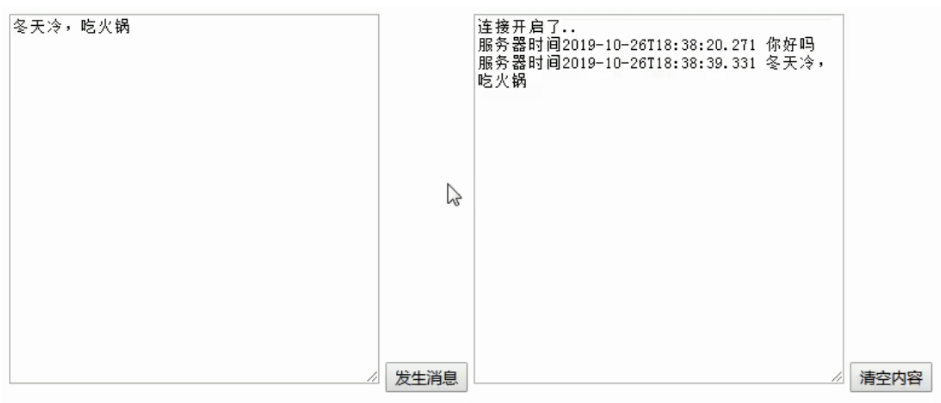 冬天冷，吃火锅
连接开启了..
服务器时间2019-10-26T18:38:20.271 你好吗
服务器时间2019-10-26T18:38:39.331 冬天冷，
吃火锅
发生消息
清空内容